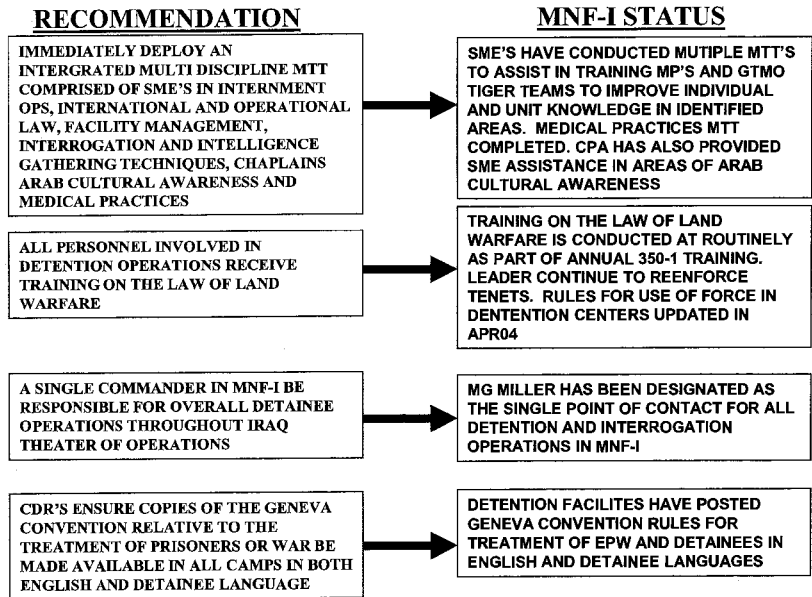 RECOMMENDATION
MNF-I STATUS
IMMEDIATELY DEPLOY AN
INTERGRATED MULTI DISCIPLINE MTT
COMPRISED OF SME'S IN INTERNMENT
OPS, INTERNATIONAL AND OPERATIONAL
LAW, FACILITY MANAGEMENT,
INTERROGATION AND INTELLIGENCE
GATHERING TECHNIQUES, CHAPLAINS
ARAB CULTURAL AWARENESS AND
MEDICAL PRACTICES
SME'S HAVE CONDUCTED MUTIPLE MTT'S
TO ASSIST IN TRAINING MP'S AND GTMO
TIGER TEAMS TO IMPROVE INDIVIDUAL
AND UNIT KNOWLEDGE IN IDENTIFIED
AREAS. MEDICAL PRACTICES MTT
COMPLETED. CPA HAS ALSO PROVIDED
SME ASSISTANCE IN AREAS OF ARAB
CULTURAL AWARENESS
ALL PERSONNEL INVOLVED IN
DETENTION OPERATIONS RECEIVE
TRAINING ON THE LAW OF LAND
WARFARE
TRAINING ON THE LAW OF LAND
WARFARE IS CONDUCTED AT ROUTINELY
AS PART OF ANNUAL 350-1 TRAINING.
LEADER CONTINUE TO REENFORCE
TENETS. RULES FOR USE OF FORCE IN
DENTENTION CENTERS UPDATED IN
APR04
A SINGLE COMMANDER IN MNF-I BE
RESPONSIBLE FOR OVERALL DETAINEE
OPERATIONS THROUGHOUT IRAQ
THEATER OF OPERATIONS
MG MILLER HAS BEEN DESIGNATED AS
THE SINGLE POINT OF CONTACT FOR ALL
DETENTION AND INTERROGATION
OPERATIONS IN MNF-I
CDR'S ENSURE COPIES OF THE GENEVA
CONVENTION RELATIVE TO THE
TREATMENT OF PRISONERS OR WAR BE
MADE AVAILABLE IN ALL CAMPS IN BOTH
ENGLISH AND DETAINEE LANGUAGE
DETENTION FACILITES HAVE POSTED
GENEVA CONVENTION RULES FOR
TREATMENT OF EPW AND DETAINEES IN
ENGLISH AND DETAINEE LANGUAGES